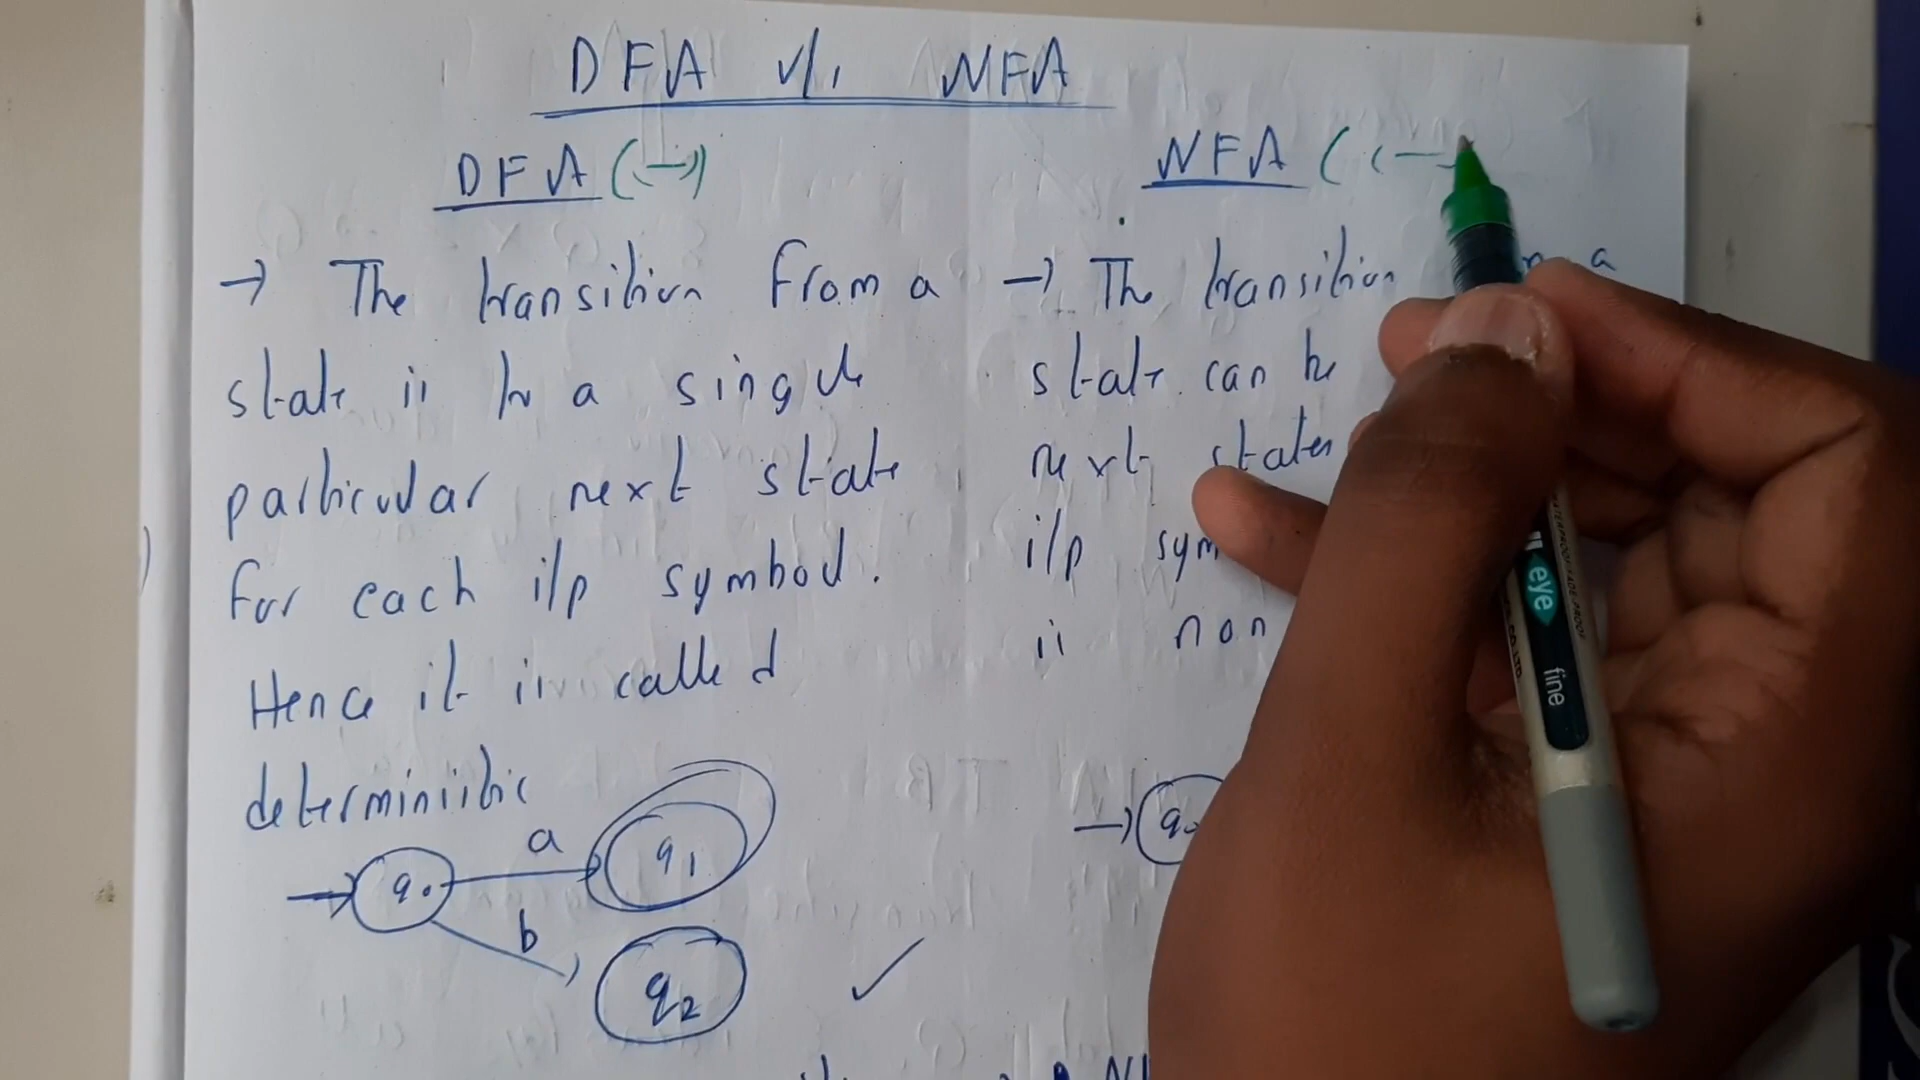 DFA v/s NFA
DFA (→)
→ The transition from a
state is to a single
particular next state
for each i/p symbol.
Hence it is called
deterministic
a
q0
q1
b
q2
NFA (
→ The transition a
state can be
next states
i/p sym
is non
→ q0
eye
fine